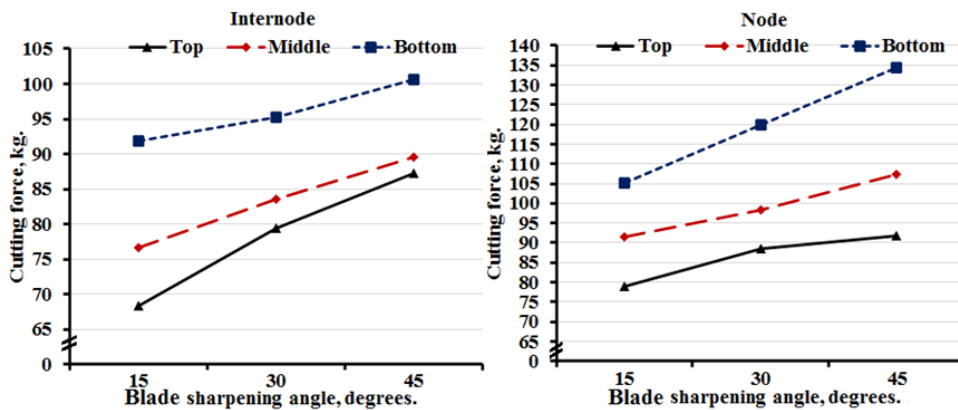 Internode
Top Middle Bottom
105
100
95
90
85
80
75
70
65
0
Cutting force, kg.
15 30 45
Blade sharpening angle, degrees.
Node
Top Middle Bottom
140
135
130
125
120
115
110
105
100
95
90
85
80
75
70
65
0
Cutting force, kg.
15 30 45
Blade sharpening angle, degrees.